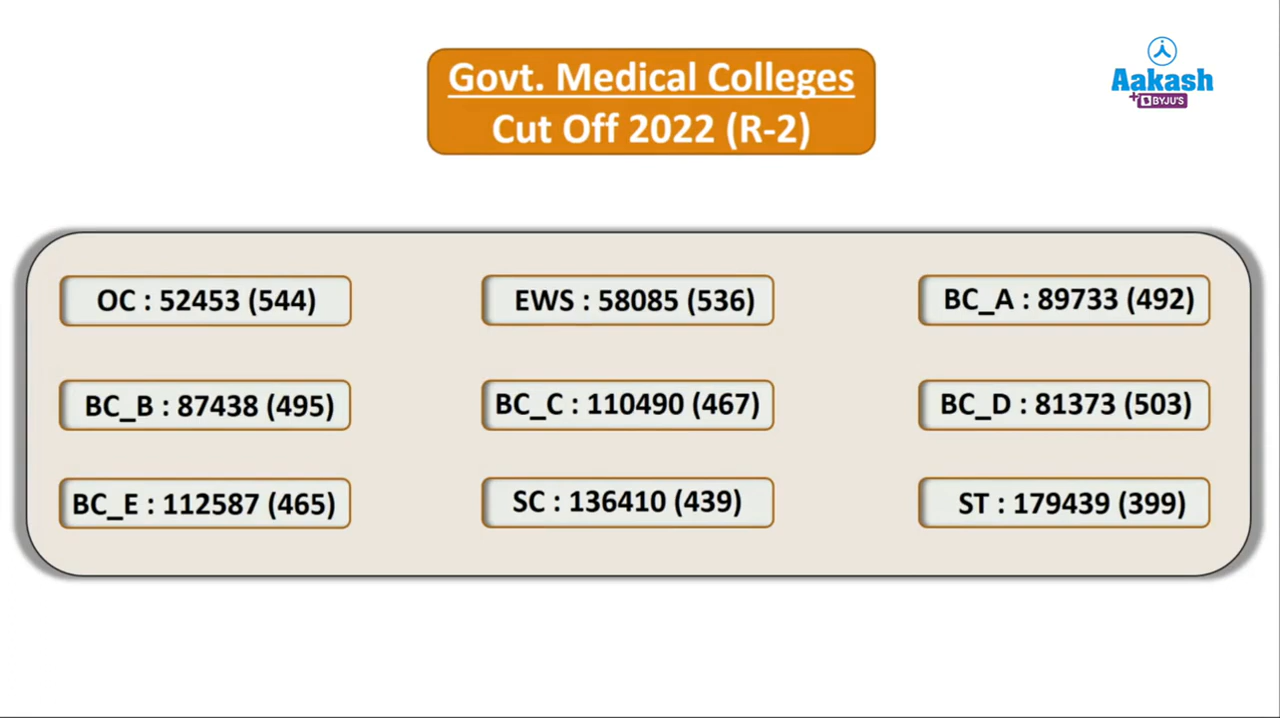 Govt. Medical Colleges
Cut Off 2022 (R-2)
Aakash
+ BYJU'S
OC : 52453 (544)
EWS : 58085 (536)
BC_A : 89733 (492)
BC_B : 87438 (495)
BC_C : 110490 (467)
BC_D : 81373 (503)
BC_E : 112587 (465)
SC : 136410 (439)
ST : 179439 (399)